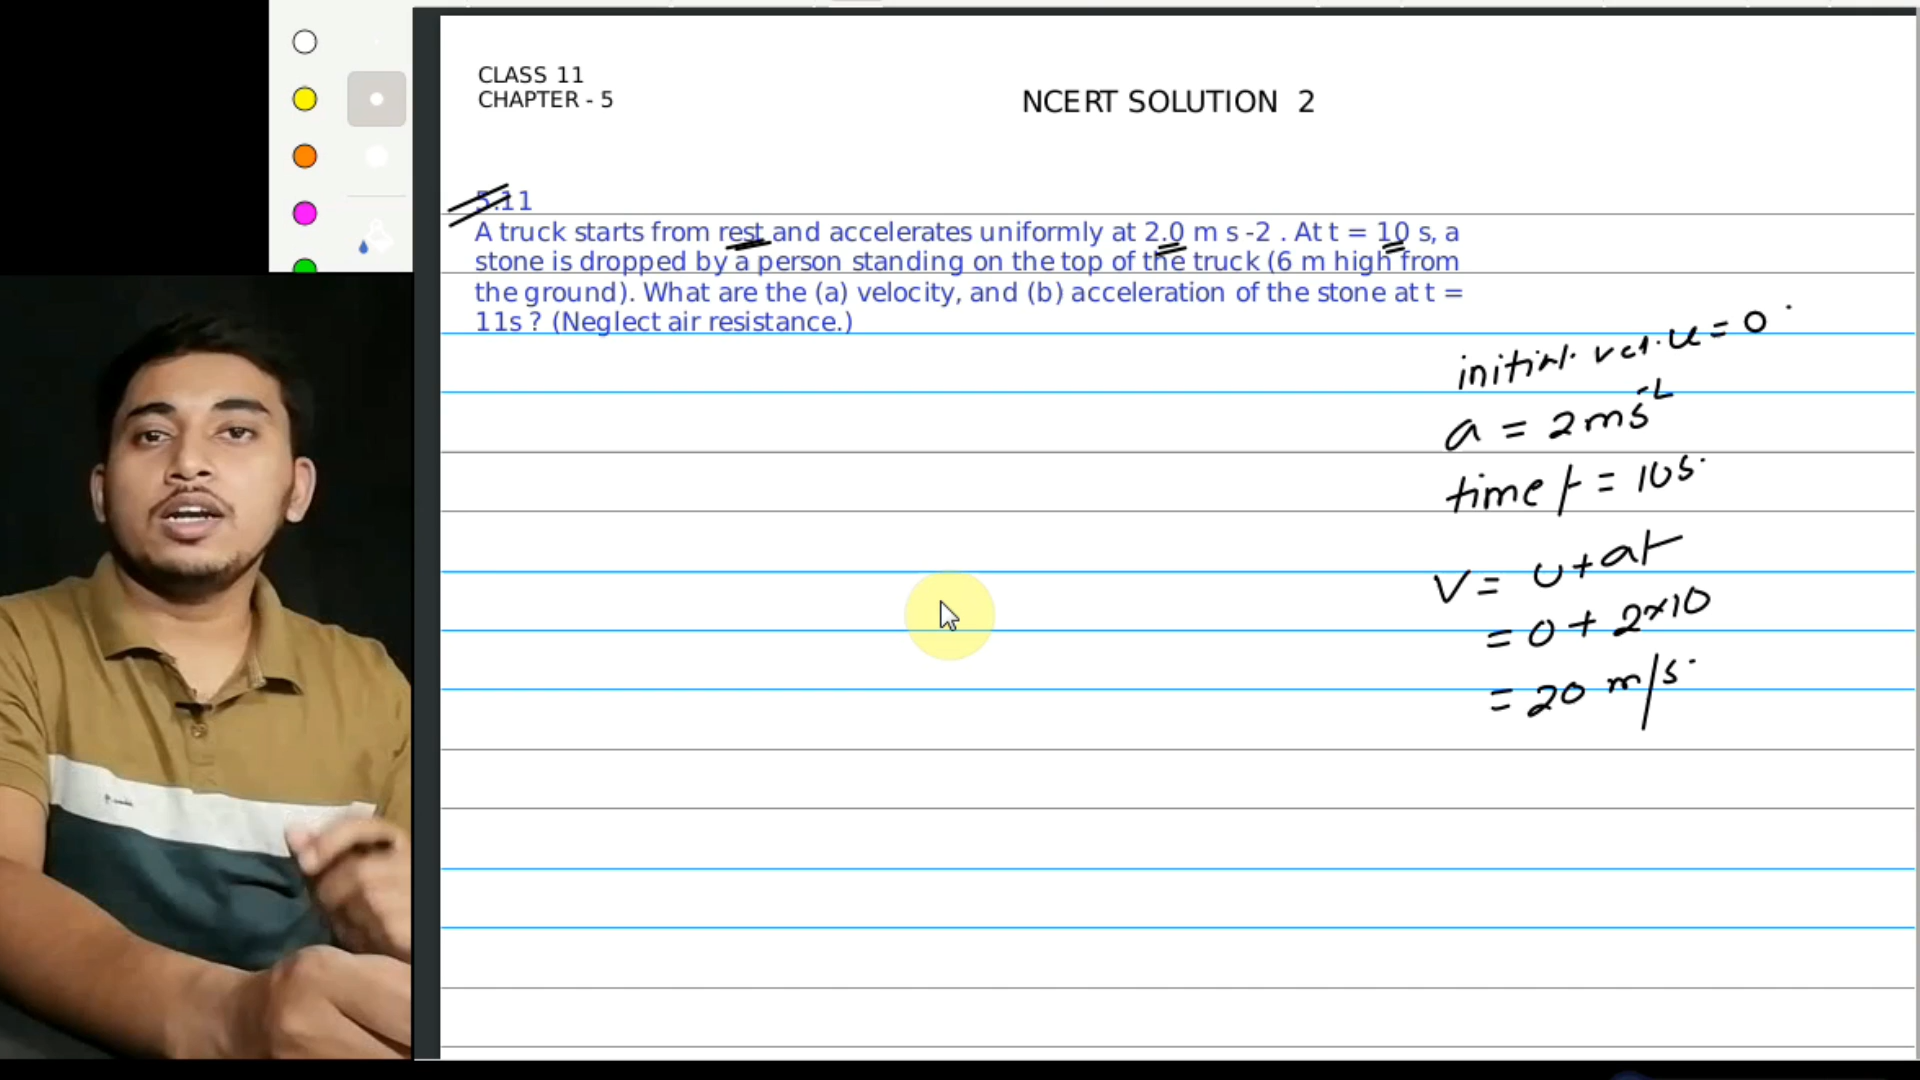 CLASS 11
CHAPTER - 5
NCERT SOLUTION 2
5.11
A truck starts from rest and accelerates uniformly at 2.0 m s -2 . At t = 10 s, a
stone is dropped by a person standing on the top of the truck (6 m high from
the ground). What are the (a) velocity, and (b) acceleration of the stone at t =
11s ? (Neglect air resistance.)
initial vel. u = 0
a = 2 ms⁻²
time t = 10s.
V = u + at
= 0 + 2×10
= 20 m/s.